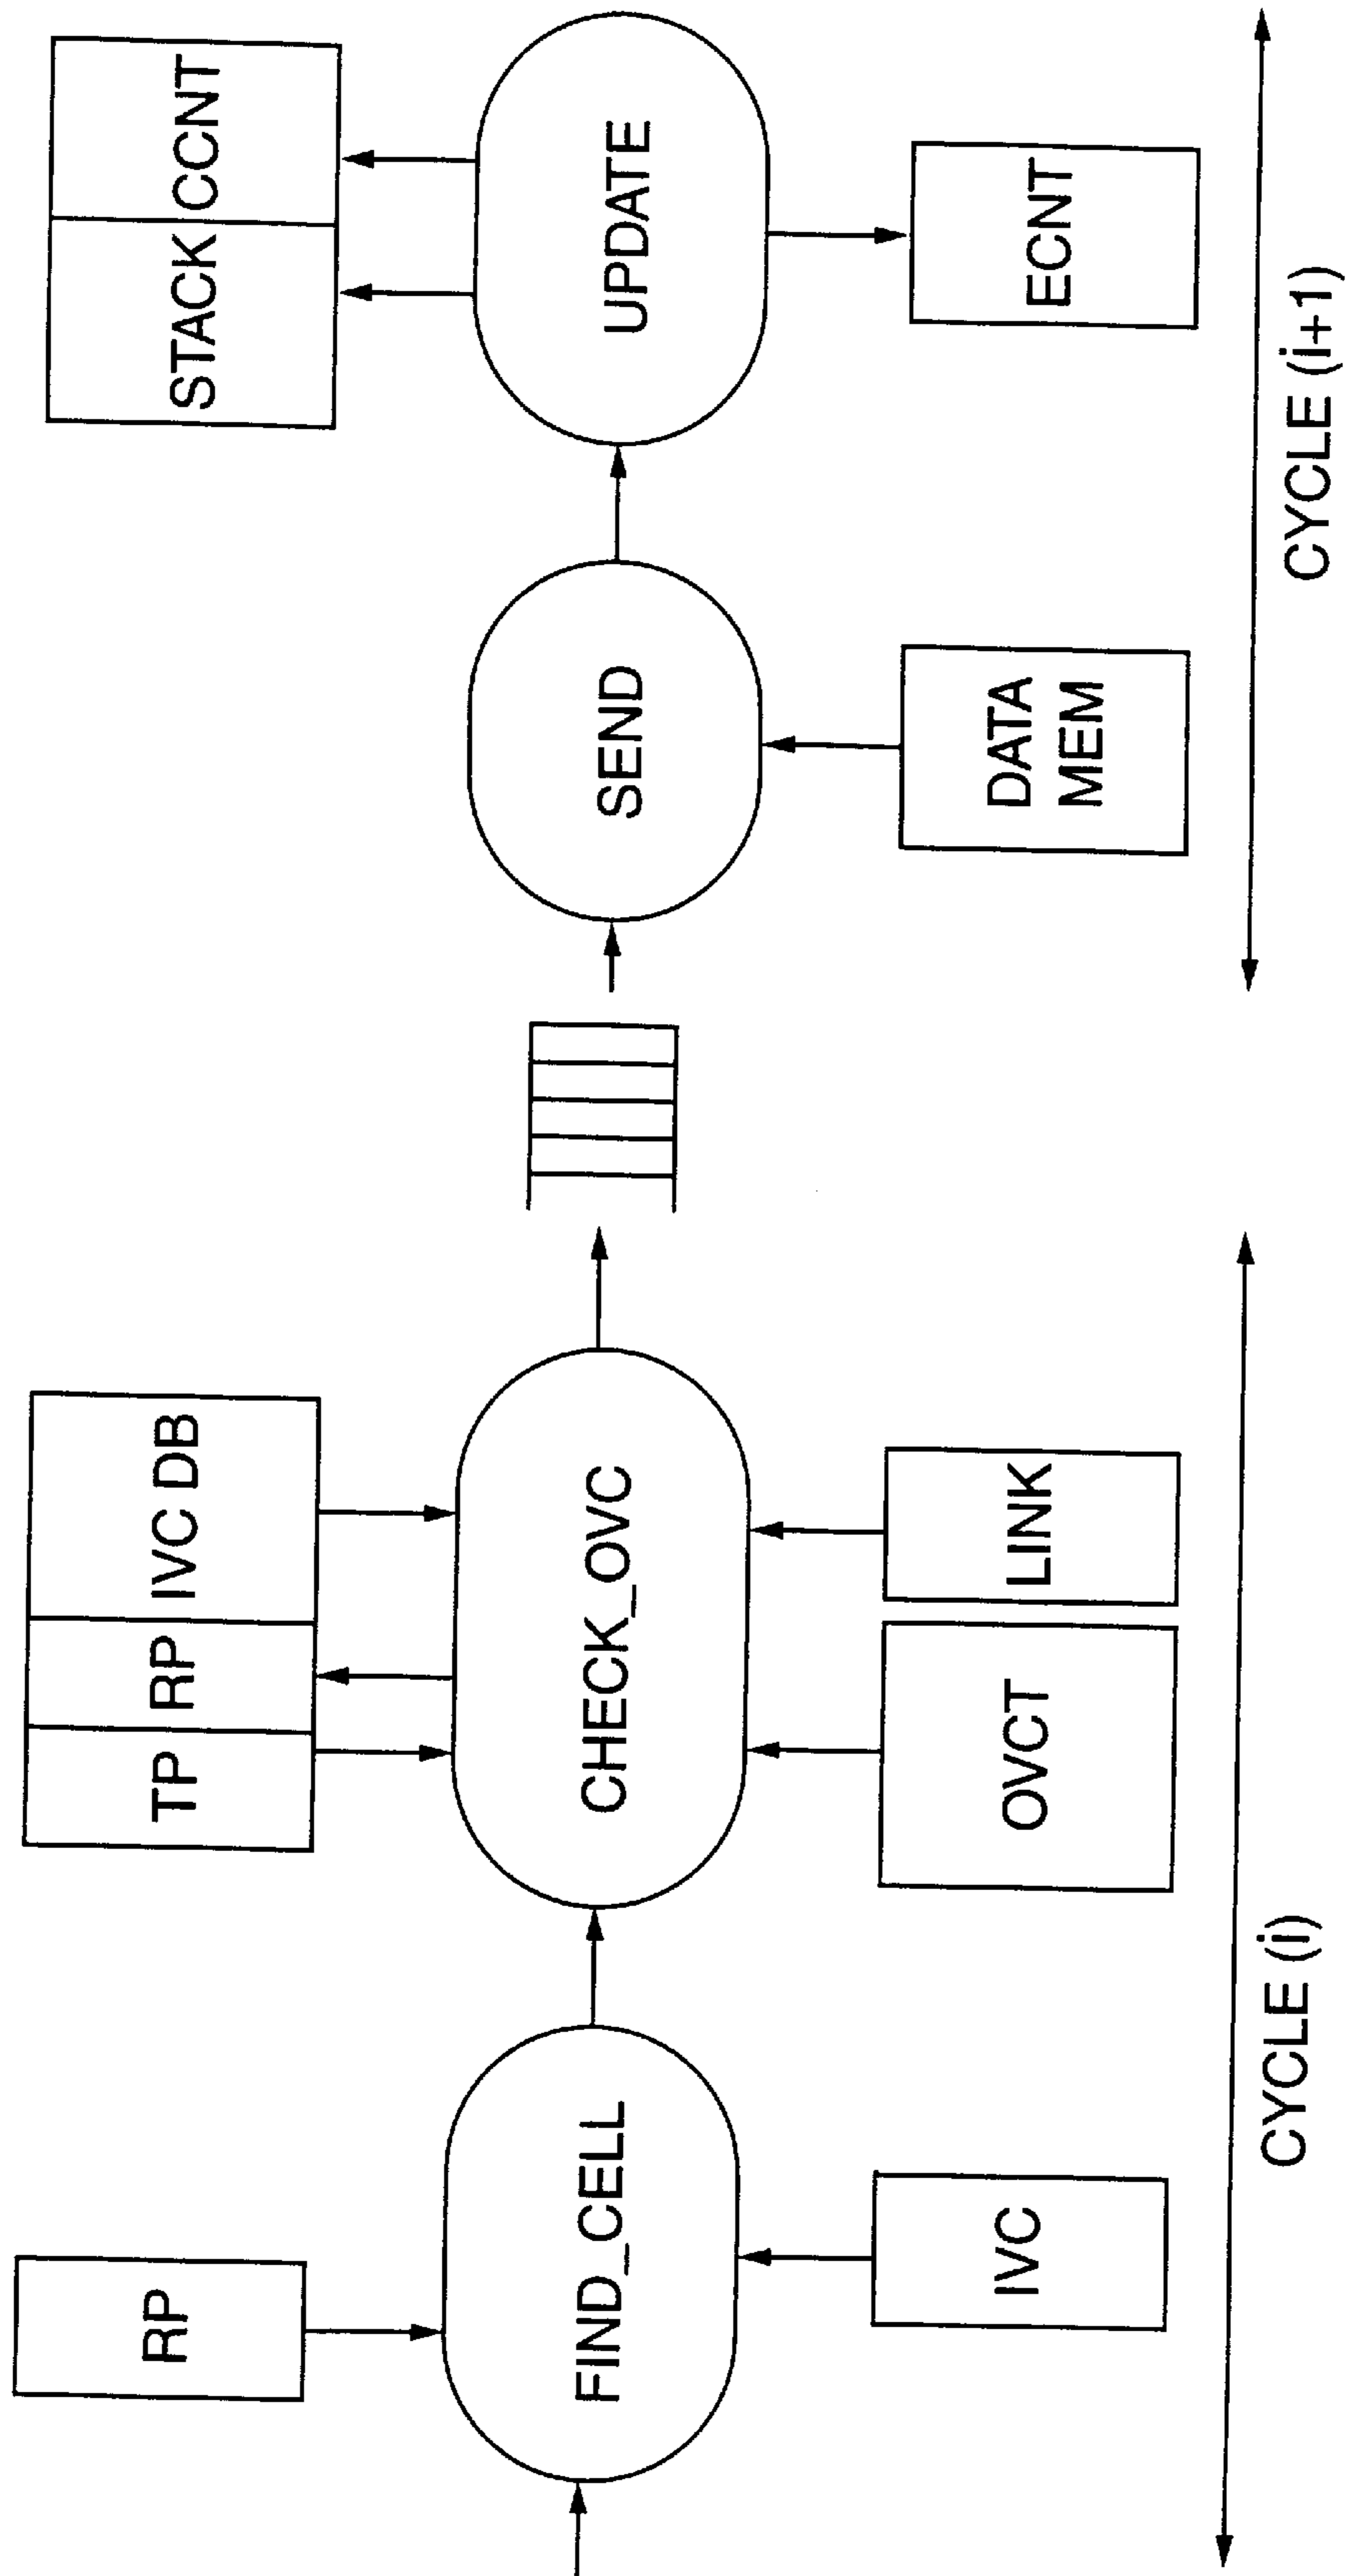 RP
TP
RP
IVC DB
STACK
CCNT
FIND_CELL
CHECK_OVC
SEND
UPDATE
IVC
OVCT
LINK
DATA
MEM
ECNT
CYCLE (i)
CYCLE (i+1)